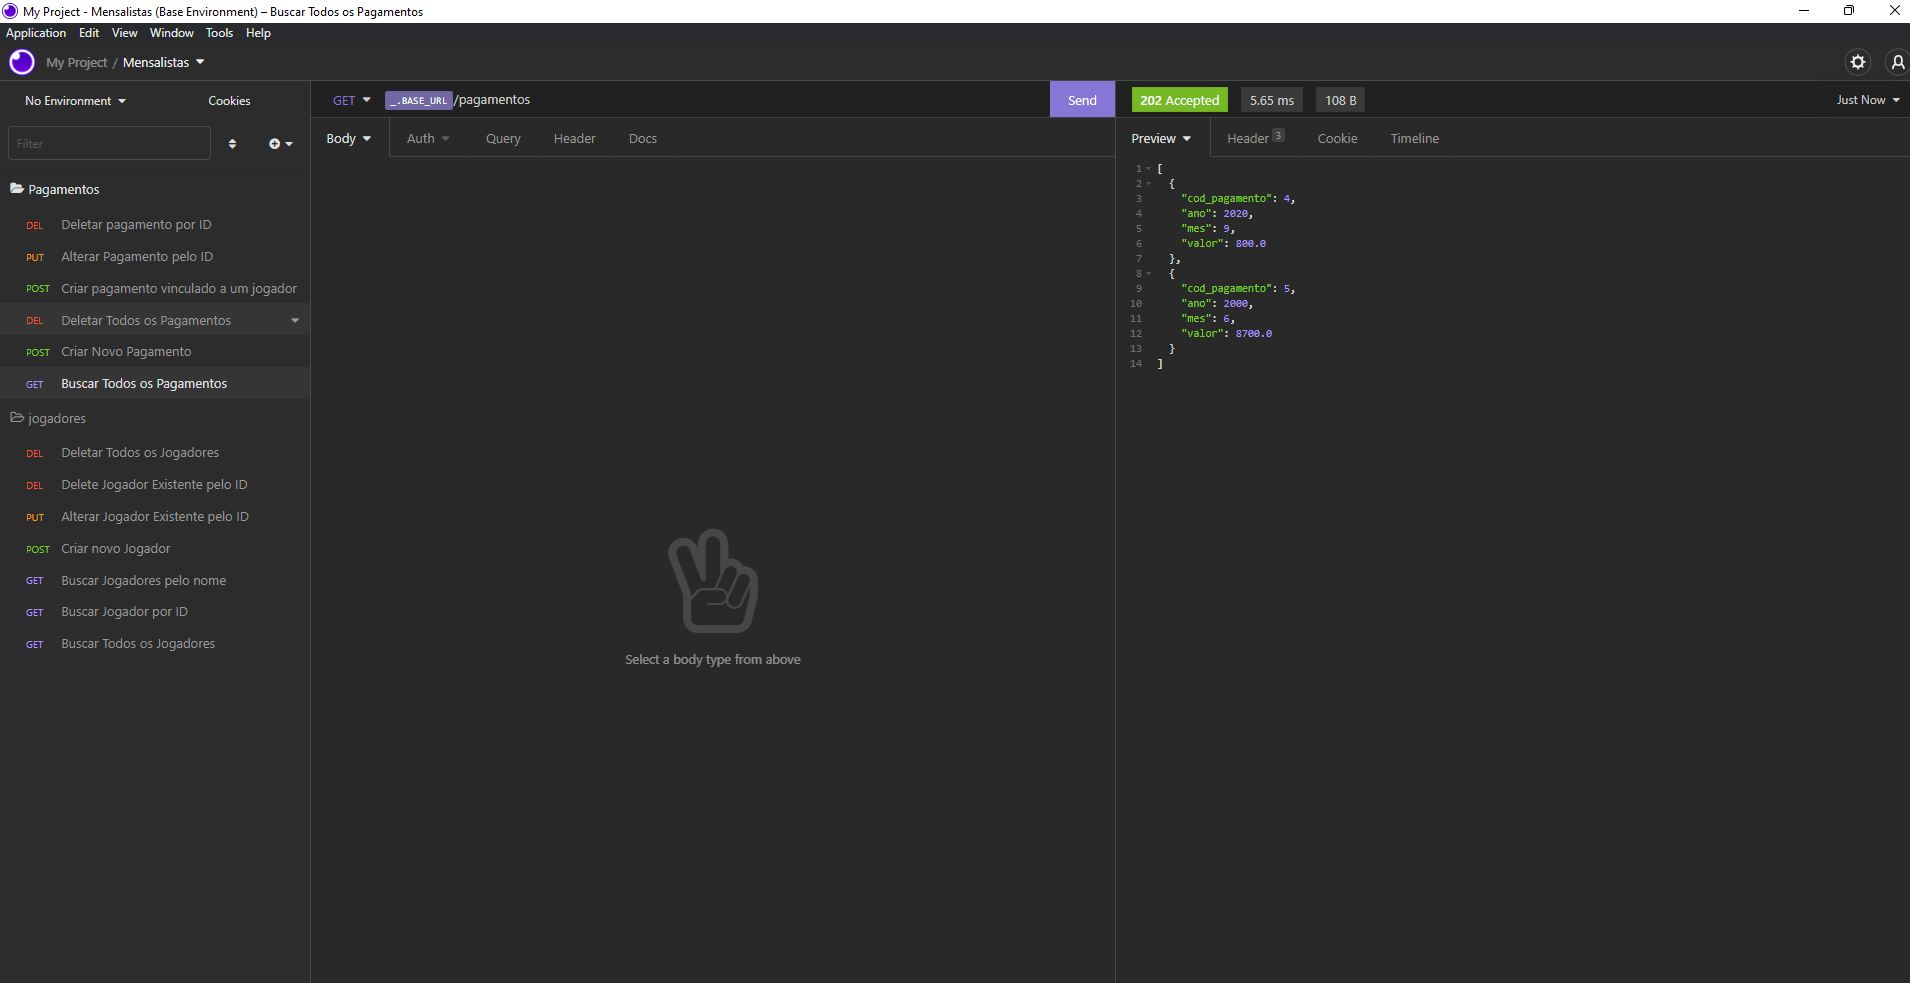 My Project - Mensalistas (Base Environment) – Buscar Todos os Pagamentos
Application Edit View Window Tools Help
My Project / Mensalistas
No Environment Cookies
Filter
Pagamentos
DEL Deletar pagamento por ID
PUT Alterar Pagamento pelo ID
POST Criar pagamento vinculado a um jogador
DEL Deletar Todos os Pagamentos
POST Criar Novo Pagamento
GET Buscar Todos os Pagamentos
jogadores
DEL Deletar Todos os Jogadores
DEL Delete Jogador Existente pelo ID
PUT Alterar Jogador Existente pelo ID
POST Criar novo Jogador
GET Buscar Jogadores pelo nome
GET Buscar Jogador por ID
GET Buscar Todos os Jogadores
GET _.BASE_URL/pagamentos Send
Body Auth Query Header Docs
Select a body type from above
202 Accepted 5.65 ms 108 B Just Now
Preview Header 3 Cookie Timeline
1 [
2 {
3 "cod_pagamento": 4,
4 "ano": 2020,
5 "mes": 9,
6 "valor": 800.0
7 },
8 {
9 "cod_pagamento": 5,
10 "ano": 2000,
11 "mes": 6,
12 "valor": 8700.0
13 }
14 ]